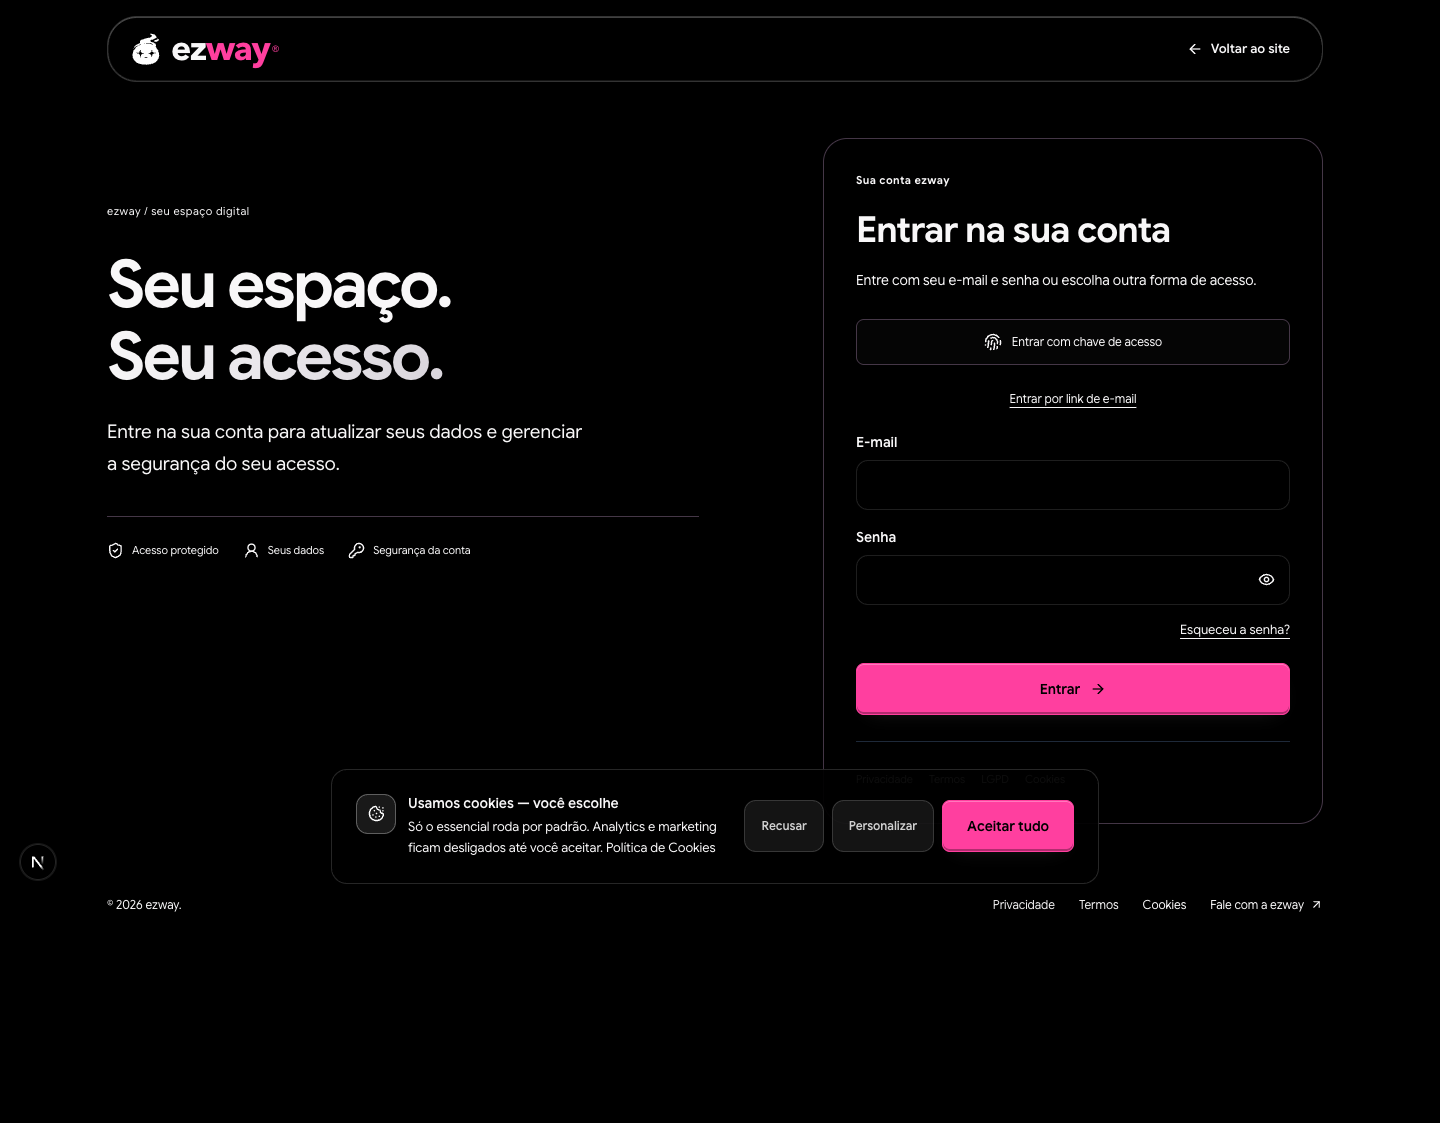 ezway®
Voltar ao site
ezway / seu espaço digital
Seu espaço.
Seu acesso.
Entre na sua conta para atualizar seus dados e gerenciar
a segurança do seu acesso.
Acesso protegido
Seus dados
Segurança da conta
Sua conta ezway
Entrar na sua conta
Entre com seu e-mail e senha ou escolha outra forma de acesso.
Entrar com chave de acesso
Entrar por link de e-mail
E-mail
Senha
Esqueceu a senha?
Entrar
Privacidade Termos LGPD Cookies
Usamos cookies — você escolhe
Só o essencial roda por padrão. Analytics e marketing
ficam desligados até você aceitar. Política de Cookies
Recusar
Personalizar
Aceitar tudo
N
© 2026 ezway.
Privacidade
Termos
Cookies
Fale com a ezway